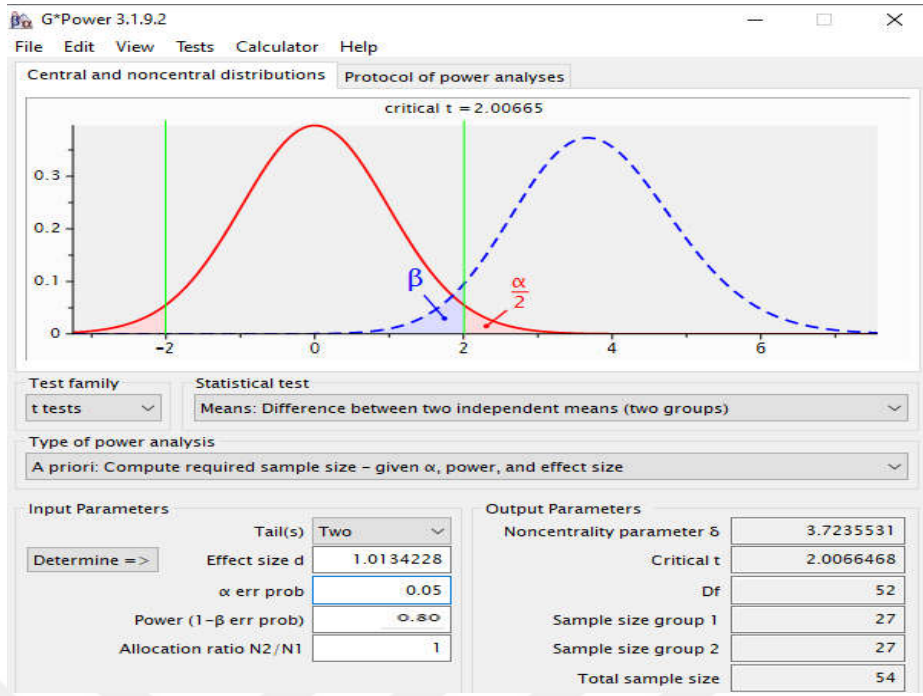 G*Power 3.1.9.2
File Edit View Tests Calculator Help
Central and noncentral distributions Protocol of power analyses
critical t = 2.00665
0.3
0.2
0.1
0
β
α
2
-2 0 2 4 6
Test family Statistical test
t tests Means: Difference between two independent means (two groups)
Type of power analysis
A priori: Compute required sample size – given α, power, and effect size
Input Parameters Output Parameters
Tail(s) Two Noncentrality parameter δ 3.7235531
Determine => Effect size d 1.0134228 Critical t 2.0066468
α err prob 0.05 Df 52
Power (1-β err prob) 0.80 Sample size group 1 27
Allocation ratio N2/N1 1 Sample size group 2 27
Total sample size 54